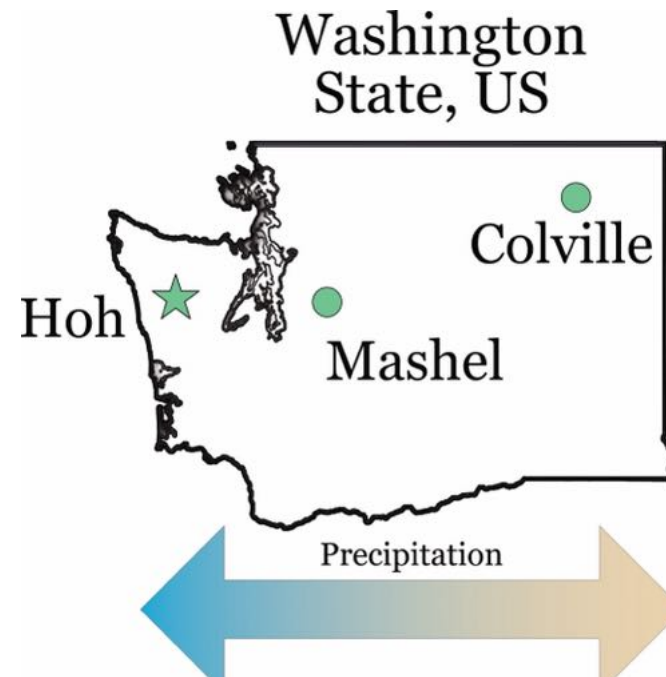 Washington
State, US
Colville
Hoh
Mashel
Precipitation